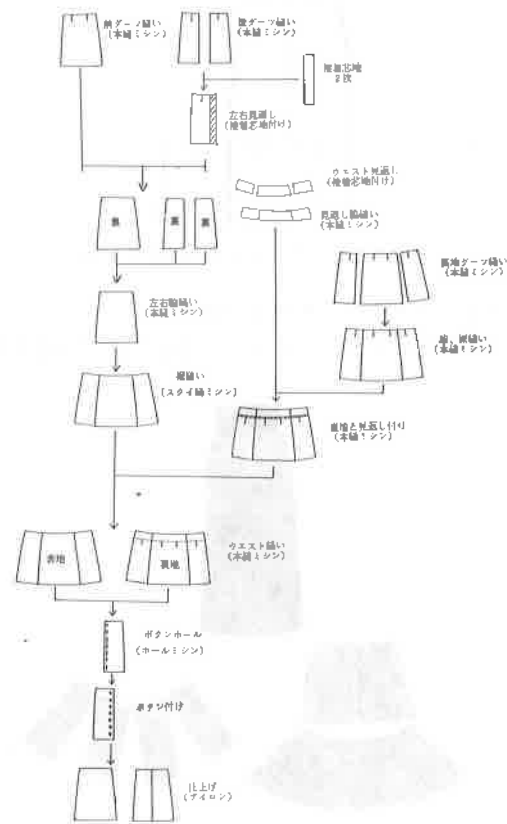 前ダーツ縫い
(本縫ミシン)
後ダーツ縫い
(本縫ミシン)
接着芯地
2枚
左右見返し
(接着芯地付け)
ウエスト見返し
(接着芯地付け)
見返し脇縫い
(本縫ミシン)
裏
裏
裏
裏地ダーツ縫い
(本縫ミシン)
左右脇縫い
(本縫ミシン)
脇、裾縫い
(本縫ミシン)
裾縫い
(スクイ縫ミシン)
裏地と見返し付け
(本縫ミシン)
表地
裏地
ウエスト縫い
(本縫ミシン)
ボタンホール
(ホールミシン)
ボタン付け
仕上げ
(アイロン)